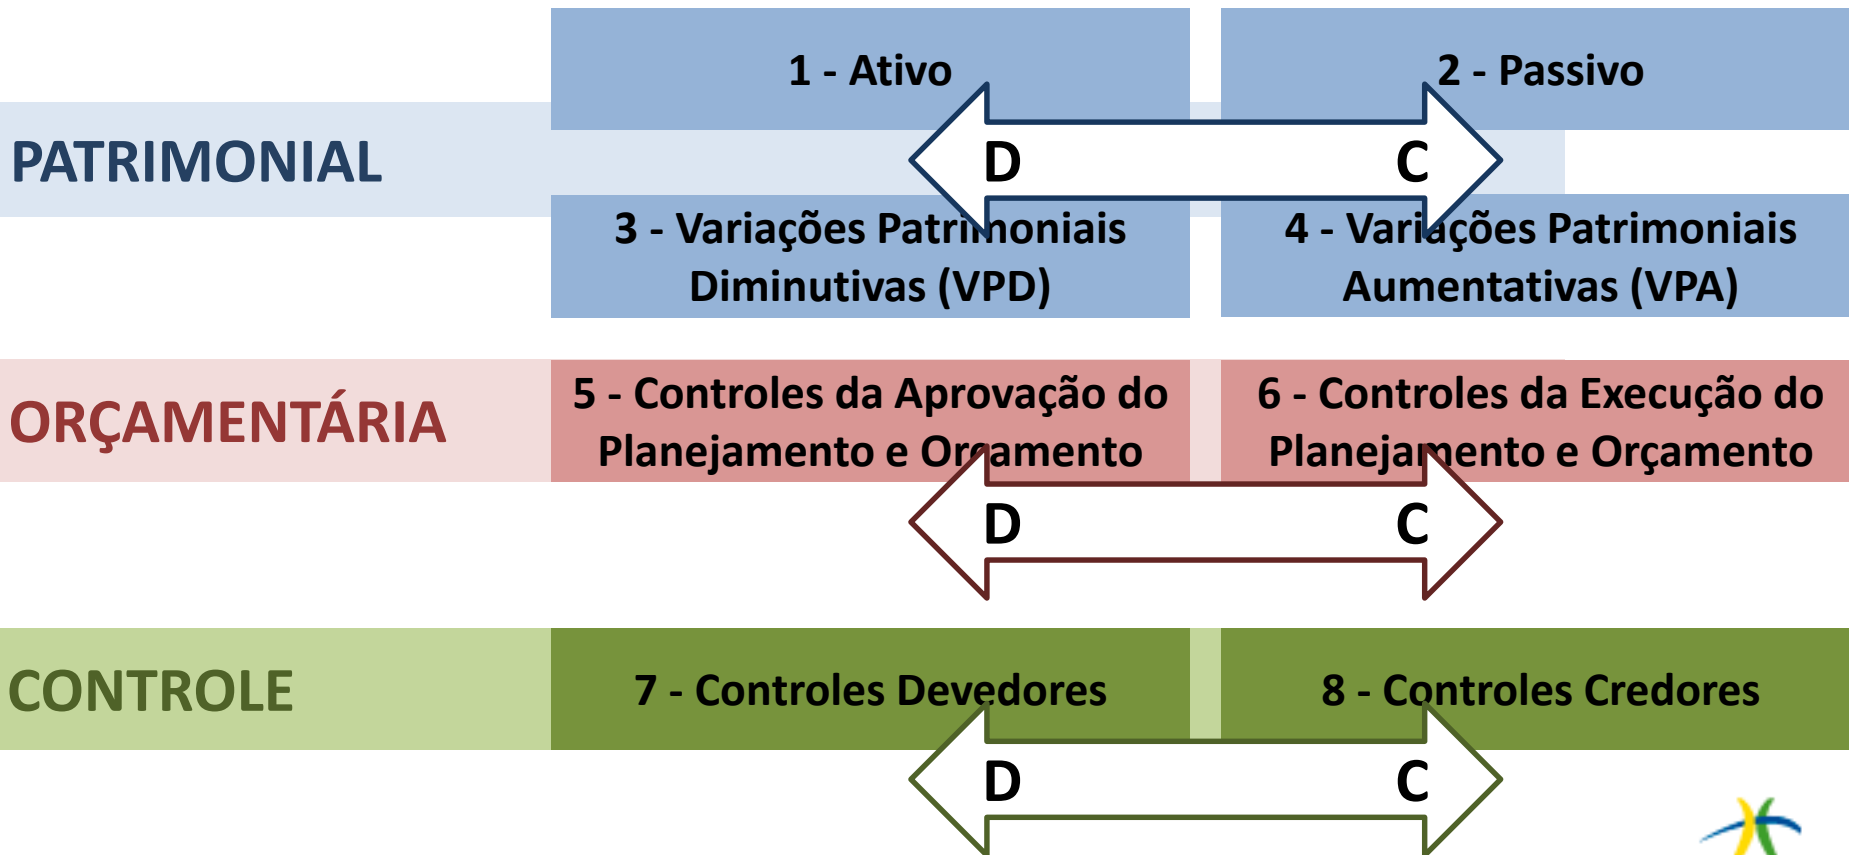 1 - Ativo
2 - Passivo
PATRIMONIAL
D
C
3 - Variações Patrimoniais
Diminutivas (VPD)
4 - Variações Patrimoniais
Aumentativas (VPA)
ORÇAMENTÁRIA
5 - Controles da Aprovação do
Planejamento e Orçamento
6 - Controles da Execução do
Planejamento e Orçamento
D
C
CONTROLE
7 - Controles Devedores
8 - Controles Credores
D
C